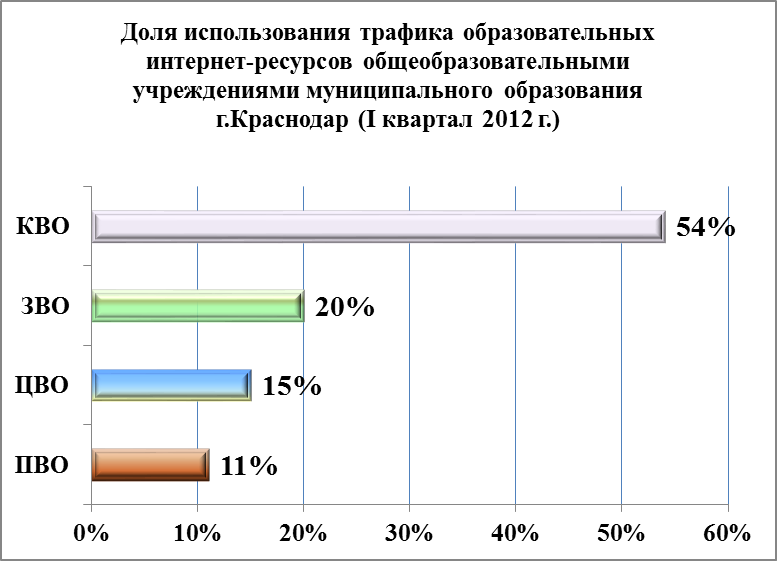 Доля использования трафика образовательных
интернет-ресурсов общеобразовательными
учреждениями муниципального образования
г.Краснодар (I квартал 2012 г.)
КВО 54%
ЗВО 20%
ЦВО 15%
ПВО 11%
0% 10% 20% 30% 40% 50% 60%